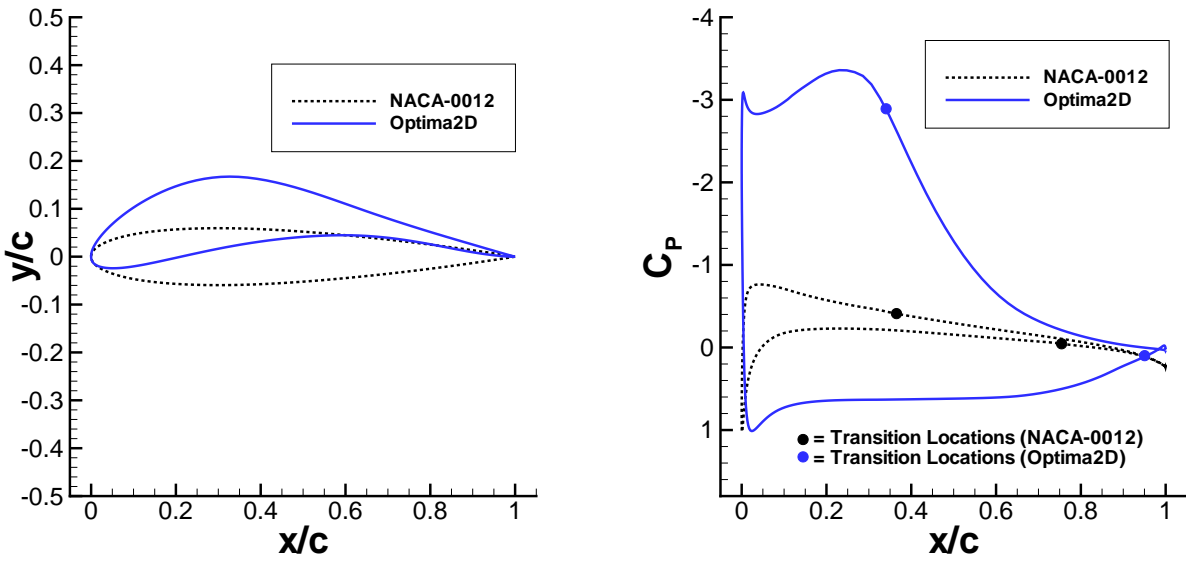 0.5
0.4
0.3
0.2
0.1
0
-0.1
-0.2
-0.3
-0.4
-0.5
y/c
NACA-0012
Optima2D
0 0.2 0.4 0.6 0.8 1
x/c
-4
-3
-2
-1
0
1
CP
NACA-0012
Optima2D
= Transition Locations (NACA-0012)
= Transition Locations (Optima2D)
0 0.2 0.4 0.6 0.8 1
x/c